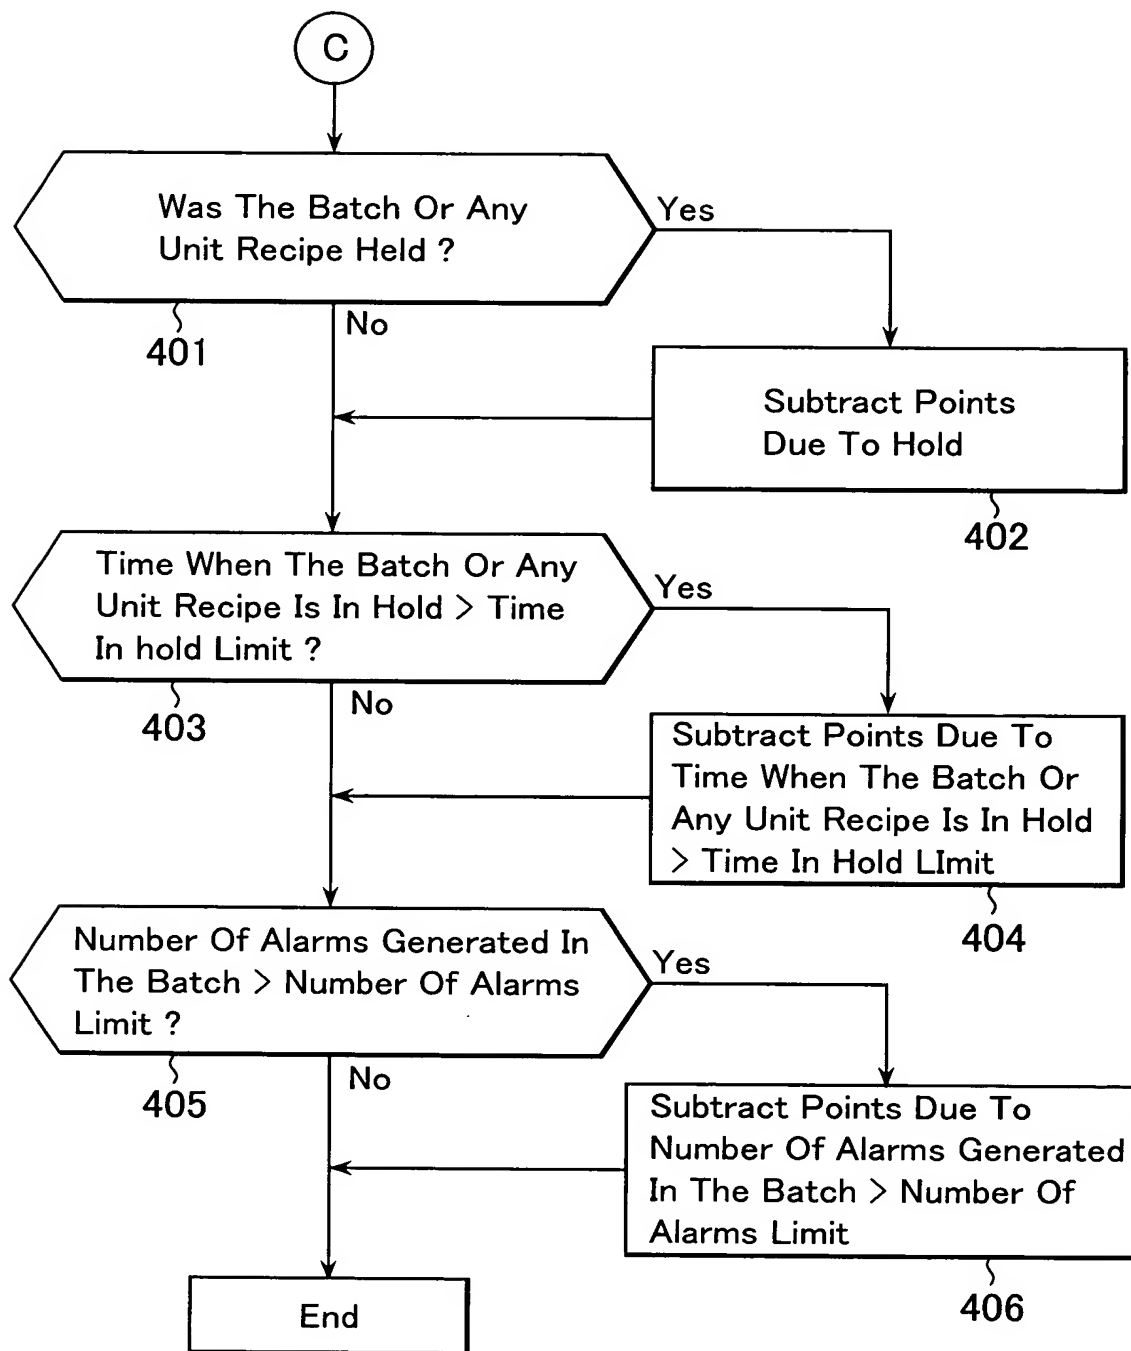 C
Was The Batch Or Any
Unit Recipe Held ?
Yes
401
No
Subtract Points
Due To Hold
402
Time When The Batch Or Any
Unit Recipe Is In Hold > Time
In hold Limit ?
Yes
403
No
Subtract Points Due To
Time When The Batch Or
Any Unit Recipe Is In Hold
> Time In Hold LImit
404
Number Of Alarms Generated In
The Batch > Number Of Alarms
Limit ?
Yes
405
No
Subtract Points Due To
Number Of Alarms Generated
In The Batch > Number Of
Alarms Limit
406
End